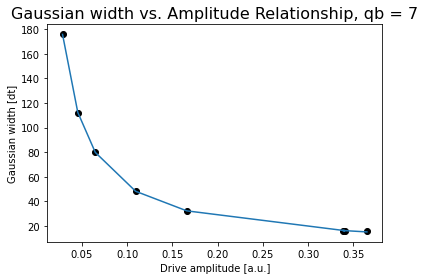 Gaussian width vs. Amplitude Relationship, qb = 7
180
160
140
120
100
80
60
40
20
Gaussian width [dt]
0.05 0.10 0.15 0.20 0.25 0.30 0.35
Drive amplitude [a.u.]